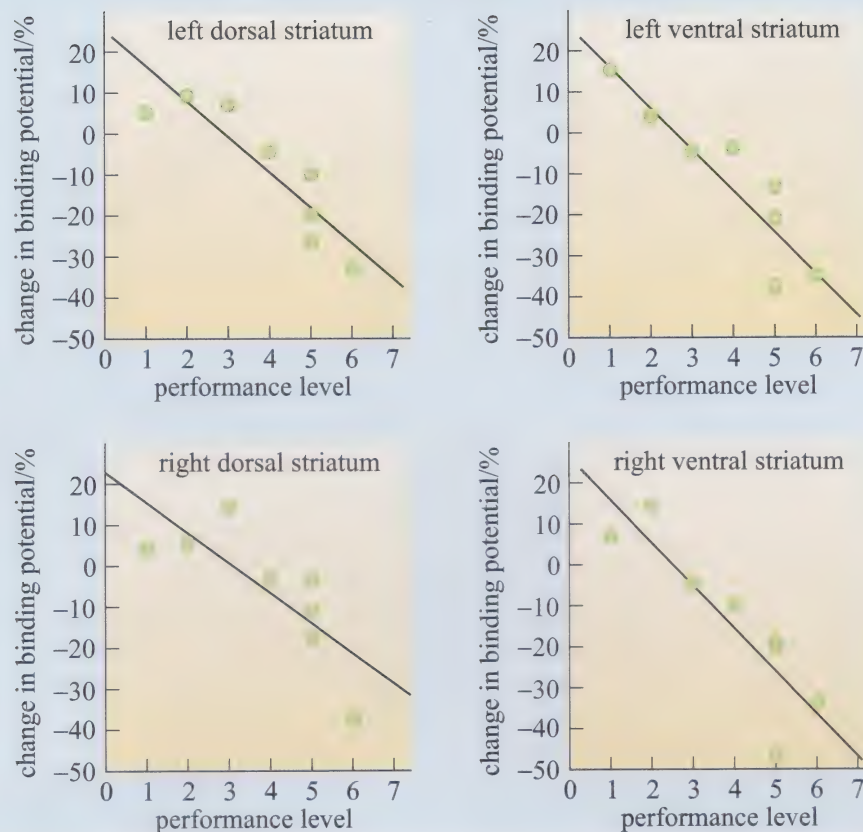 left dorsal striatum
change in binding potential/%
20
10
0
–10
–20
–30
–40
–50
0 1 2 3 4 5 6 7
performance level
left ventral striatum
change in binding potential/%
20
10
0
–10
–20
–30
–40
–50
0 1 2 3 4 5 6 7
performance level
right dorsal striatum
change in binding potential/%
20
10
0
–10
–20
–30
–40
–50
0 1 2 3 4 5 6 7
performance level
right ventral striatum
change in binding potential/%
20
10
0
–10
–20
–30
–40
–50
0 1 2 3 4 5 6 7
performance level